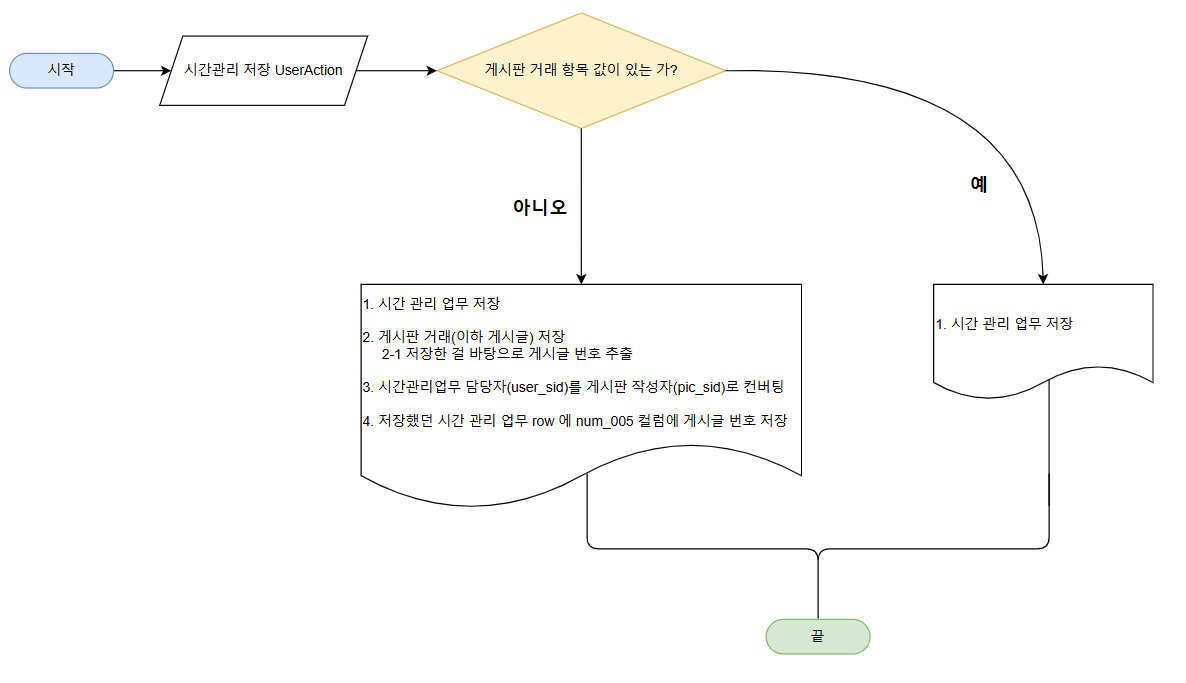 시작
시간관리 저장 UserAction
게시판 거래 항목 값이 있는 가?
아니오
예
1. 시간 관리 업무 저장
2. 게시판 거래(이하 게시글) 저장
2-1 저장한 걸 바탕으로 게시글 번호 추출
3. 시간관리업무 담당자(user_sid)를 게시판 작성자(pic_sid)로 컨버팅
4. 저장했던 시간 관리 업무 row 에 num_005 컬럼에 게시글 번호 저장
1. 시간 관리 업무 저장
끝